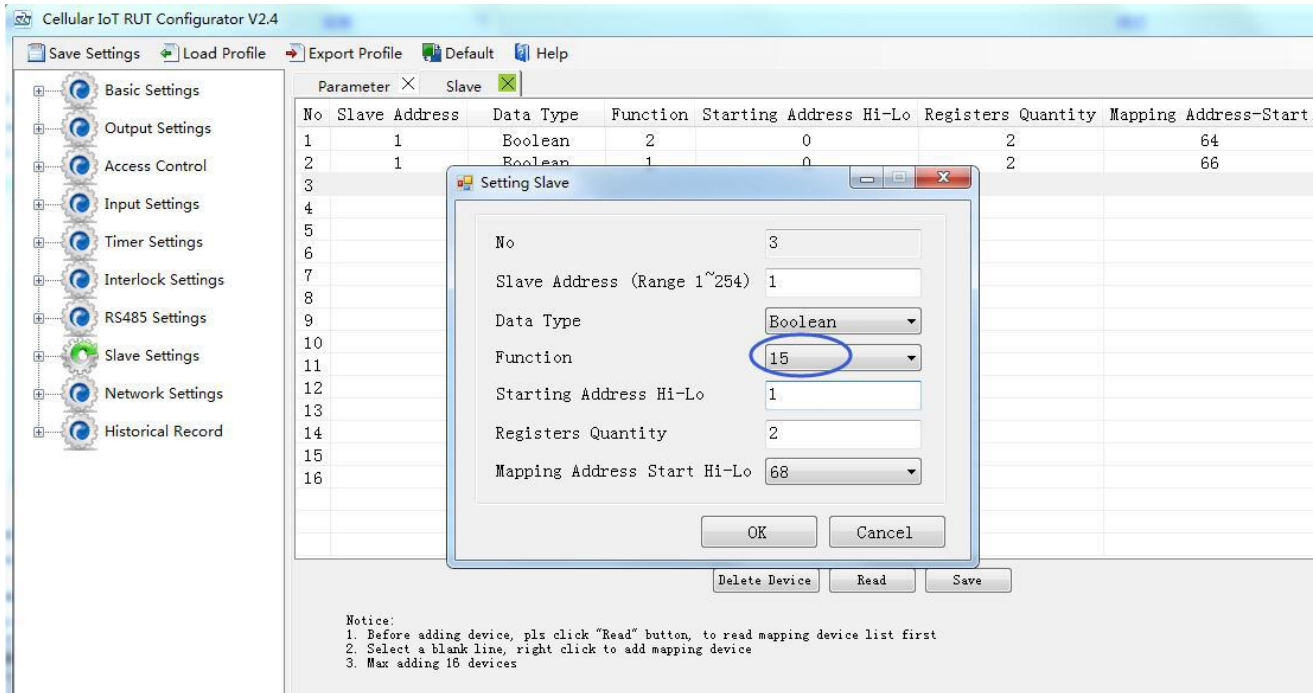 Cellular IoT RUT Configurator V2.4
Save Settings Load Profile Export Profile Default Help
Basic Settings
Output Settings
Access Control
Input Settings
Timer Settings
Interlock Settings
RS485 Settings
Slave Settings
Network Settings
Historical Record
Parameter Slave
No Slave Address Data Type Function Starting Address Hi-Lo Registers Quantity Mapping Address-Start
1 1 Boolean 2 0 2 64
2 1 Boolean 1 0 2 66
3
4
5
6
7
8
9
10
11
12
13
14
15
16
Setting Slave
No 3
Slave Address (Range 1~254) 1
Data Type Boolean
Function 15
Starting Address Hi-Lo 1
Registers Quantity 2
Mapping Address Start Hi-Lo 68
OK Cancel
Delete Device Read Save
Notice:
1. Before adding device, pls click "Read" button, to read mapping device list first
2. Select a blank line, right click to add mapping device
3. Max adding 16 devices